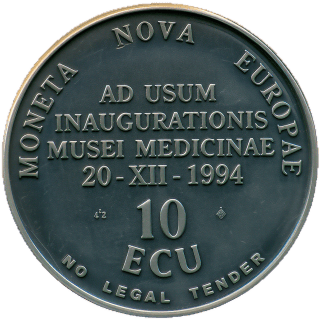 MONETA NOVA EUROPAE
AD USUM
INAUGURATIONIS
MUSEI MEDICINAE
20-XII-1994
10
ECU
NO LEGAL TENDER